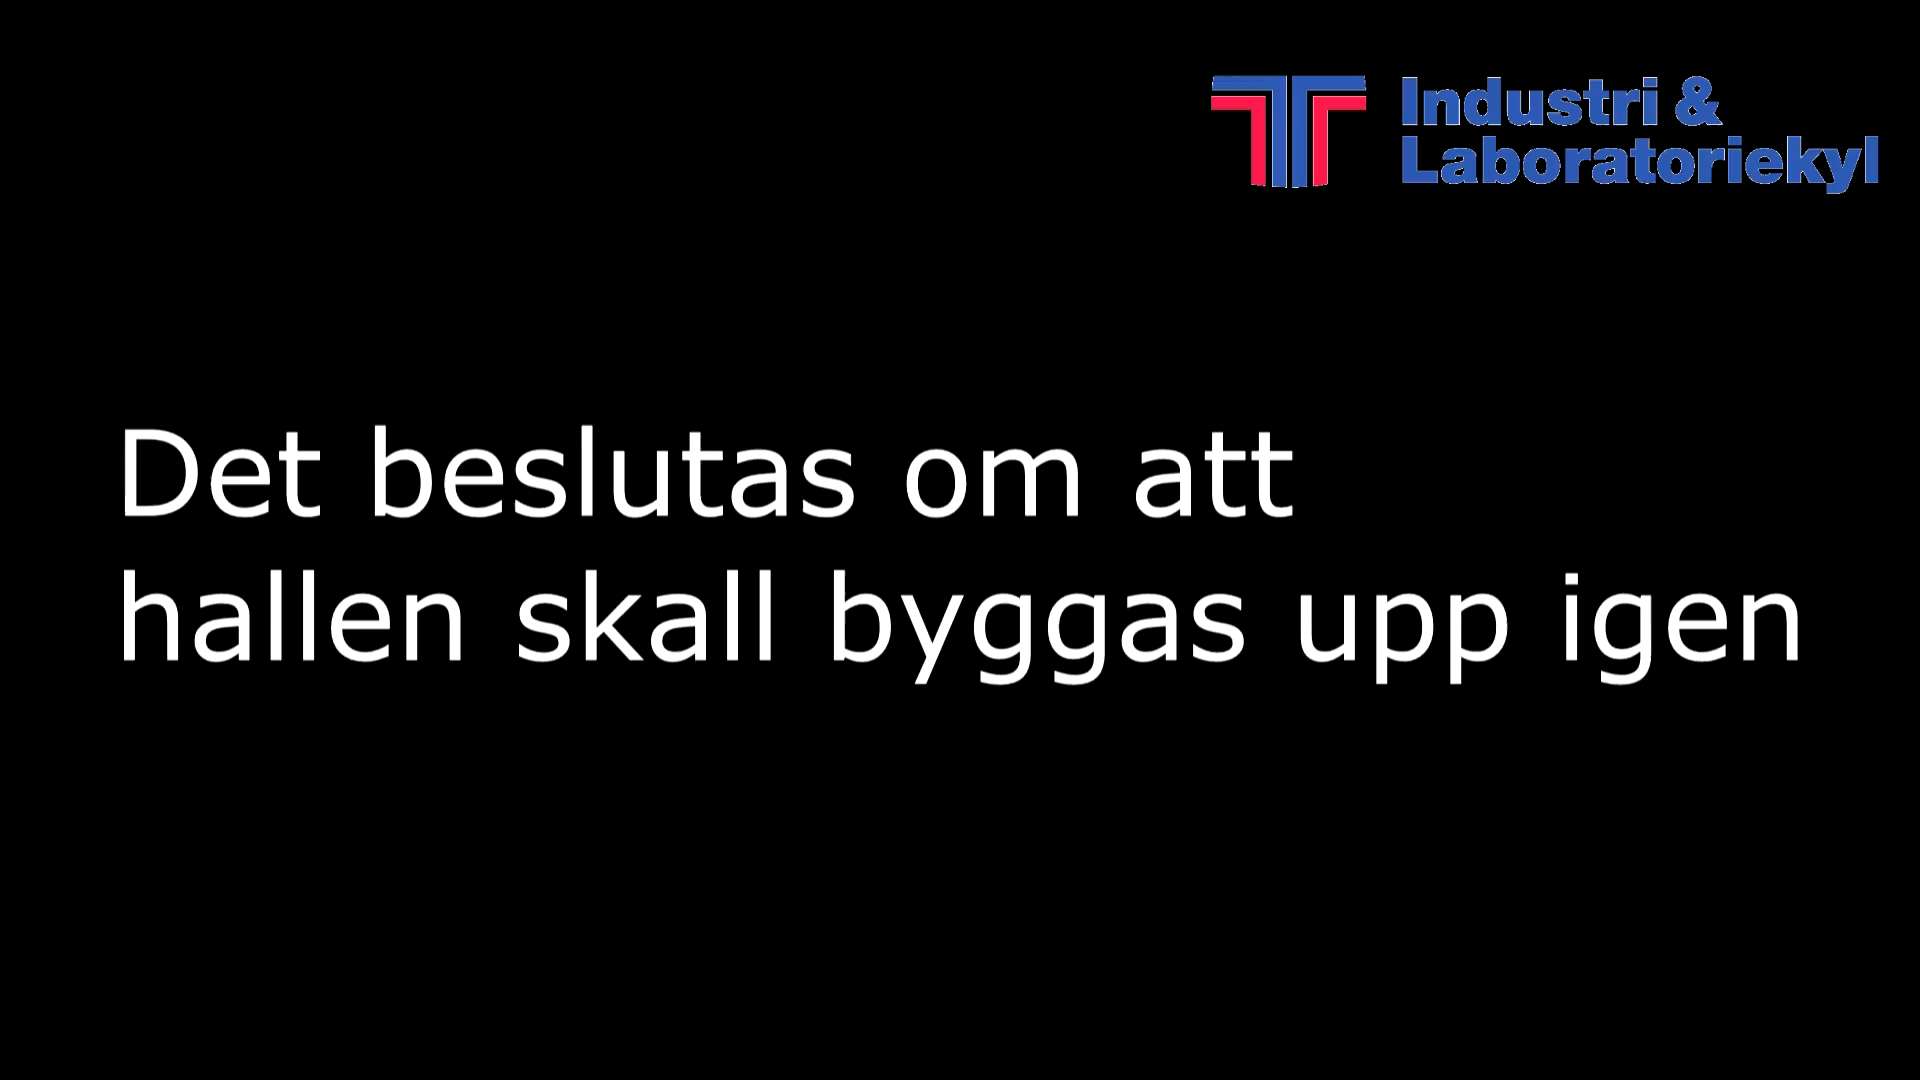 Industri &
Laboratoriekyl
Det beslutas om att
hallen skall byggas upp igen